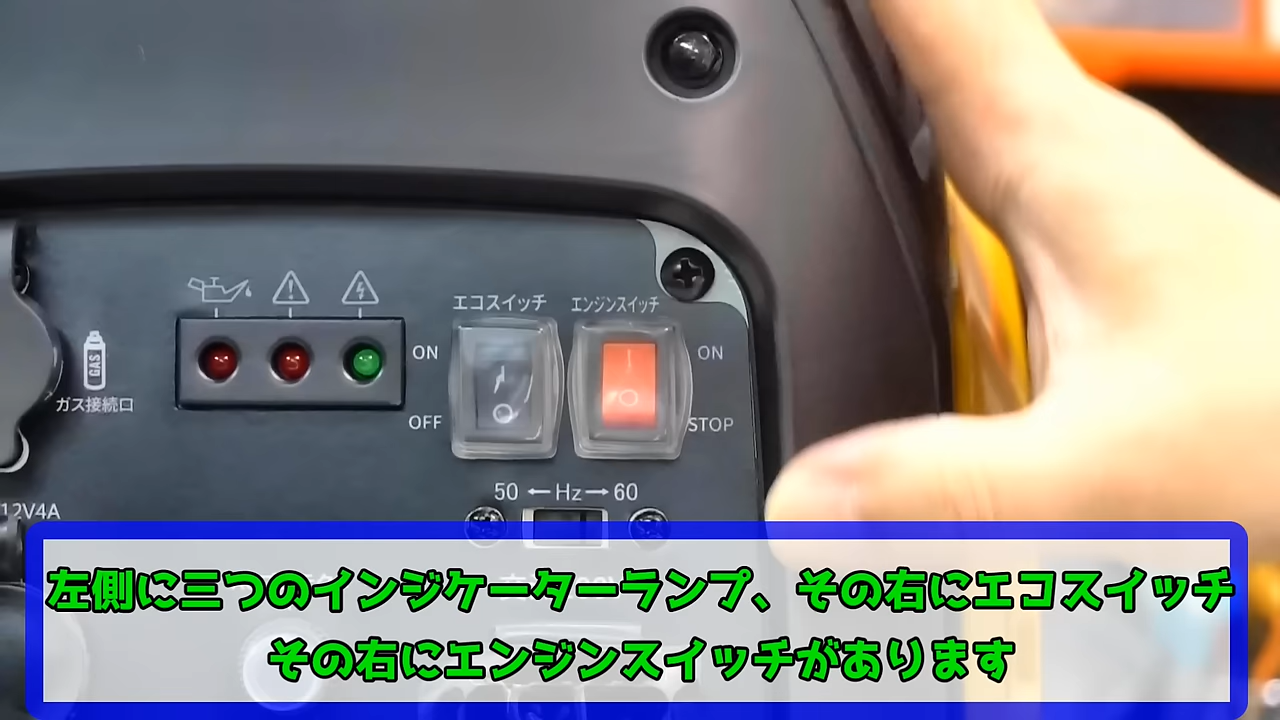 エコスイッチ エンジンスイッチ
GAS
ガス接続口
ON
ON
OFF
STOP
50 ←Hz→ 60
12V4A
左側に三つのインジケーターランプ、その右にエコスイッチ
その右にエンジンスイッチがあります